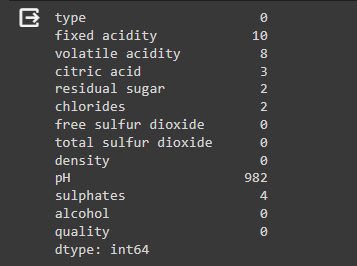 type 0
fixed acidity 10
volatile acidity 8
citric acid 3
residual sugar 2
chlorides 2
free sulfur dioxide 0
total sulfur dioxide 0
density 0
pH 982
sulphates 4
alcohol 0
quality 0
dtype: int64